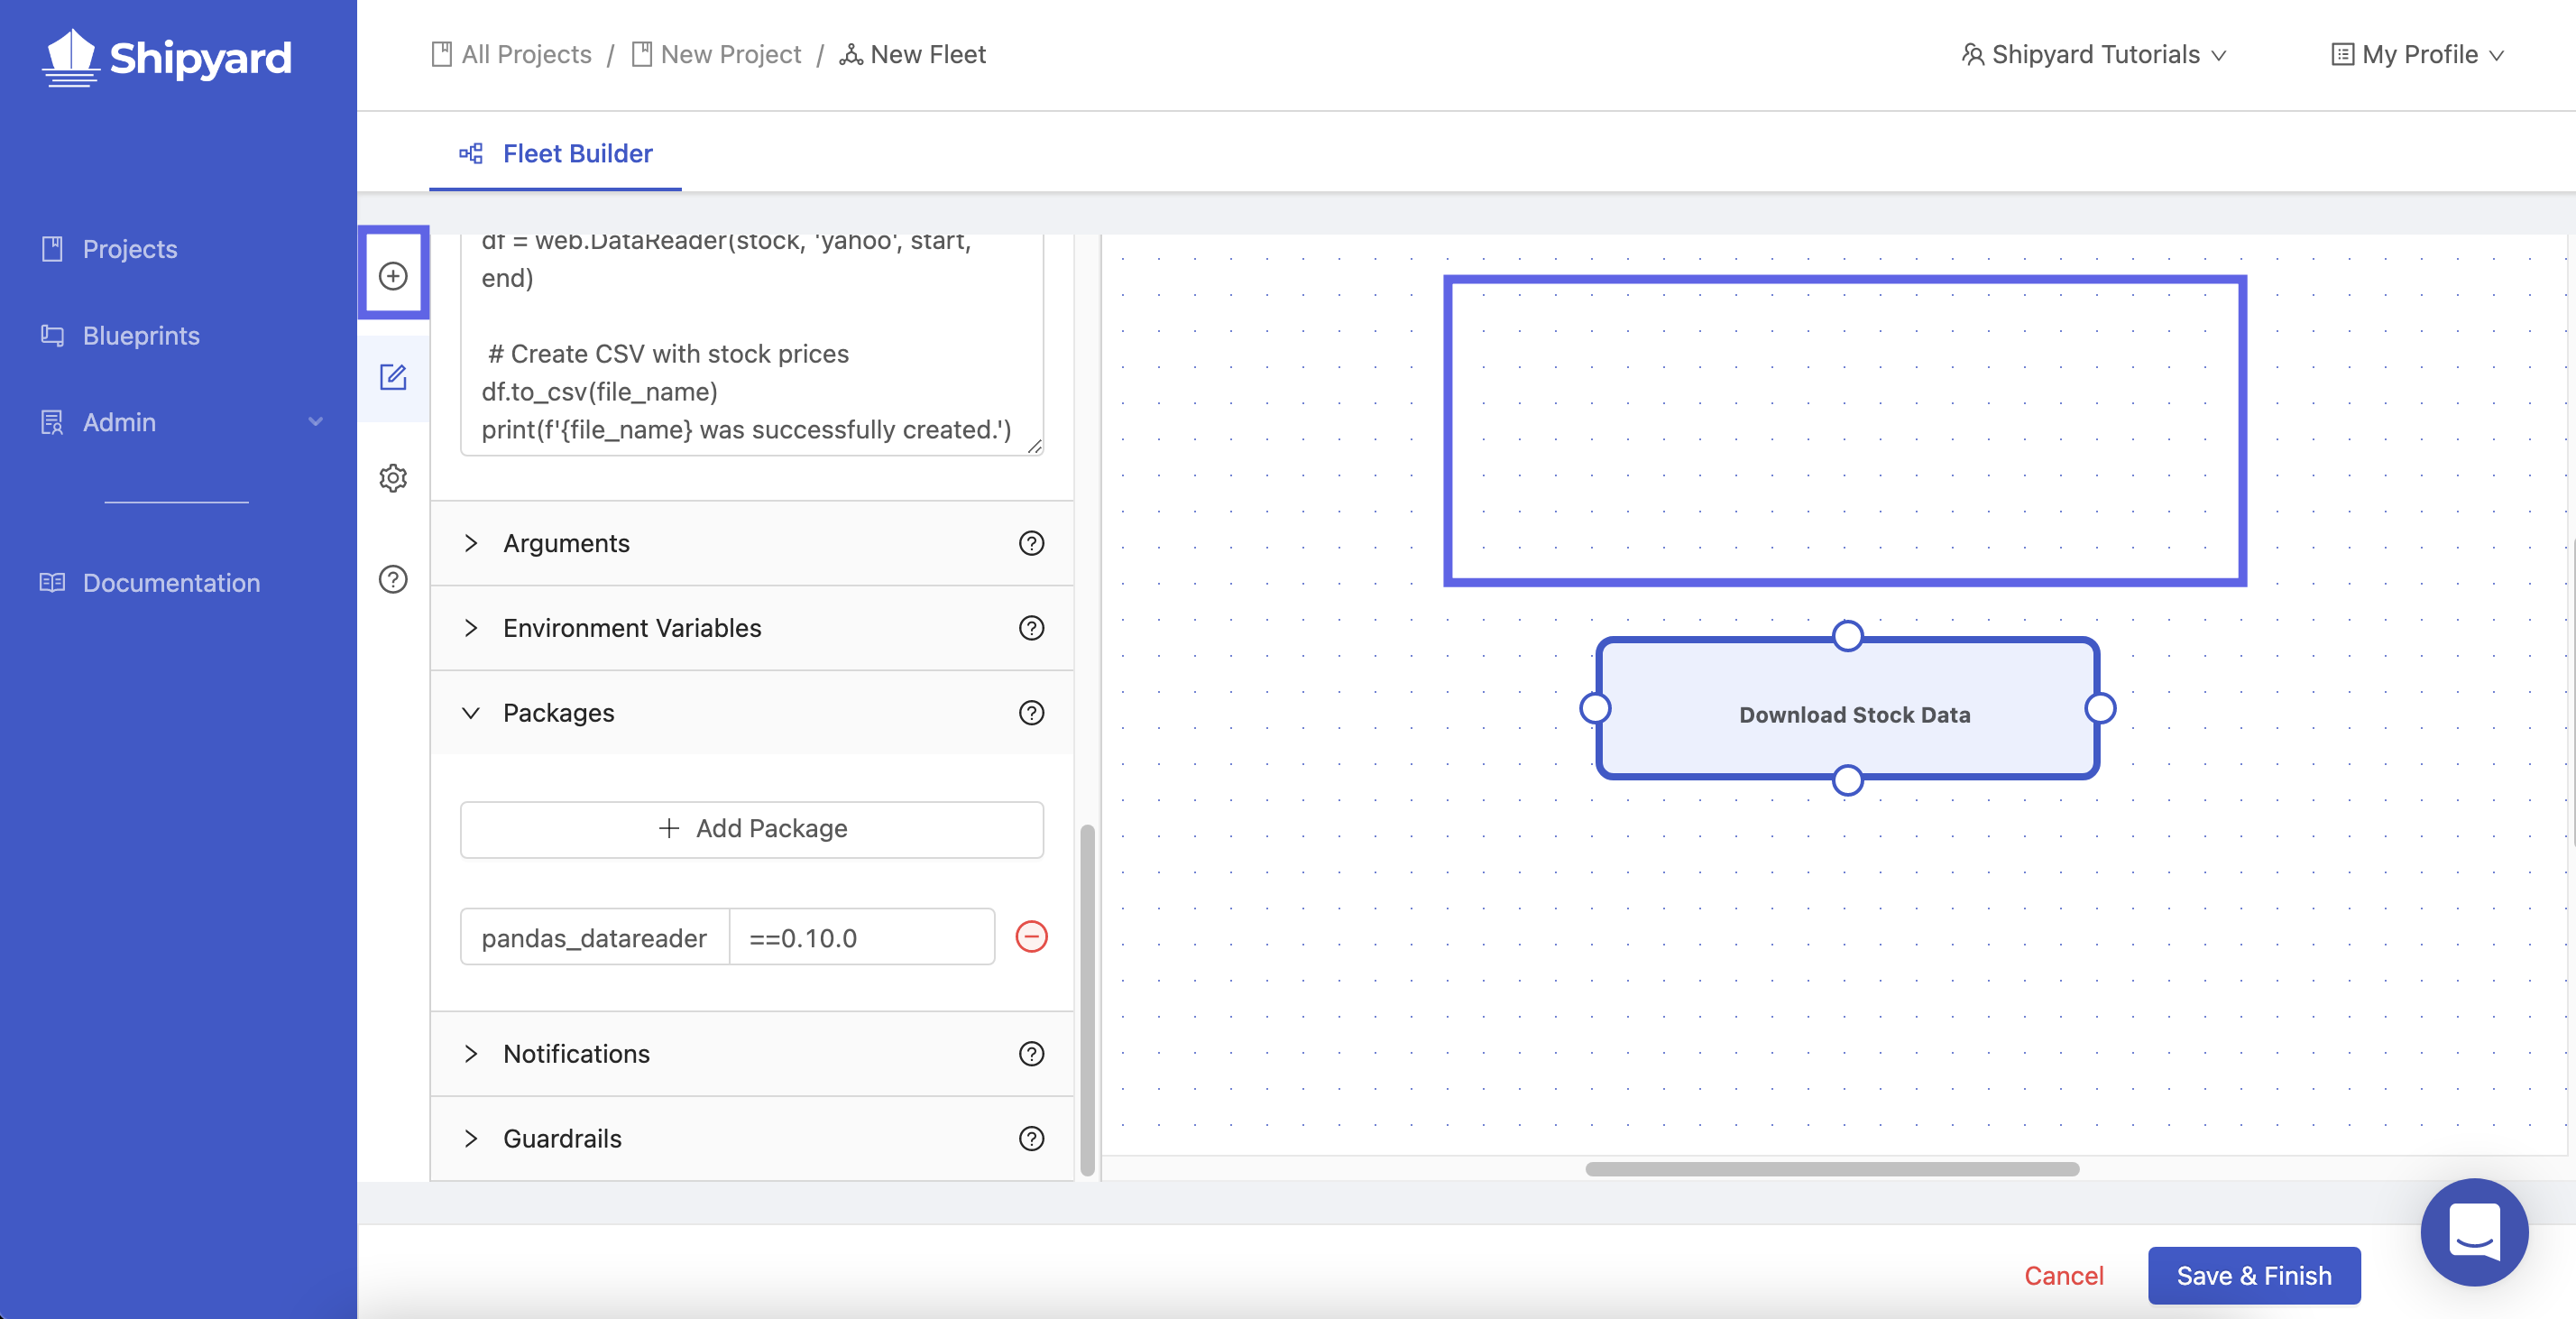 Shipyard
All Projects / New Project / New Fleet
Shipyard Tutorials
My Profile
Fleet Builder
Projects
Blueprints
Admin
Documentation
df = web.DataReader(stock, 'yahoo', start,
end)
# Create CSV with stock prices
df.to_csv(file_name)
print(f'{file_name} was successfully created.')
Arguments
Environment Variables
Packages
+ Add Package
pandas_datareader ==0.10.0
Notifications
Guardrails
Download Stock Data
Cancel
Save & Finish